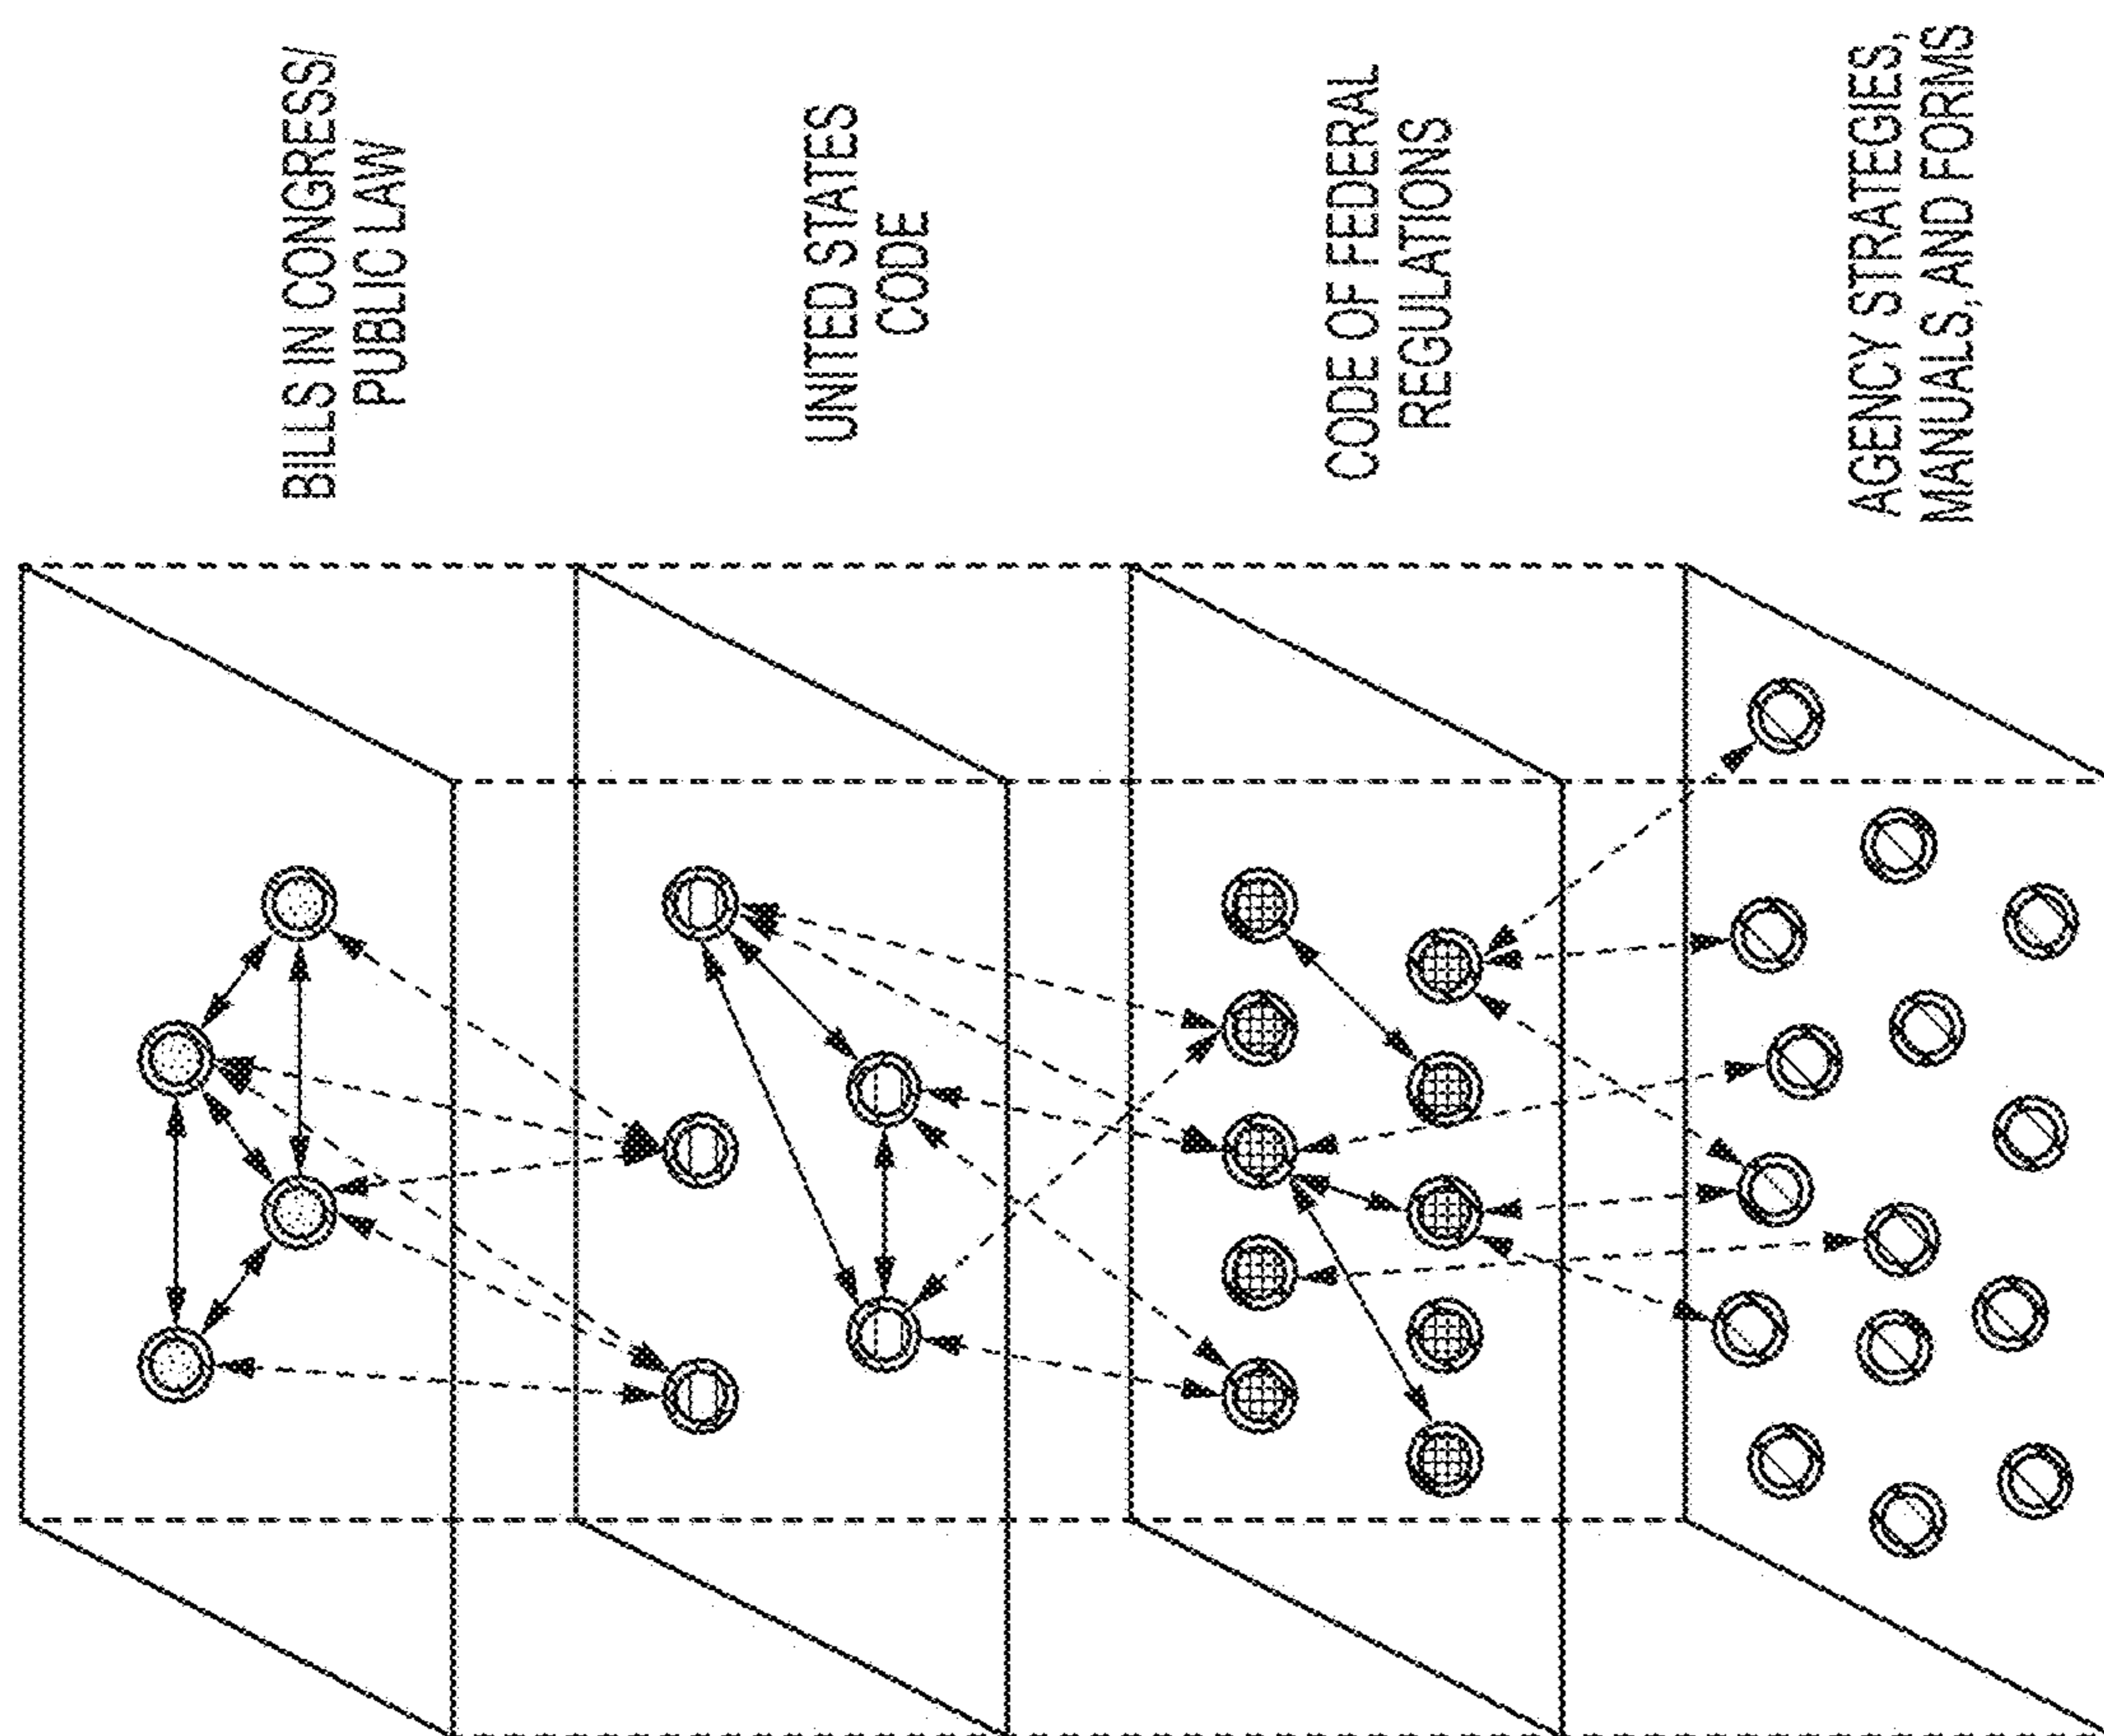 BILLS IN CONGRESS/
PUBLIC LAW
UNITED STATES
CODE
CODE OF FEDERAL
REGULATIONS
AGENCY STRATEGIES,
MANUALS, AND FORMS